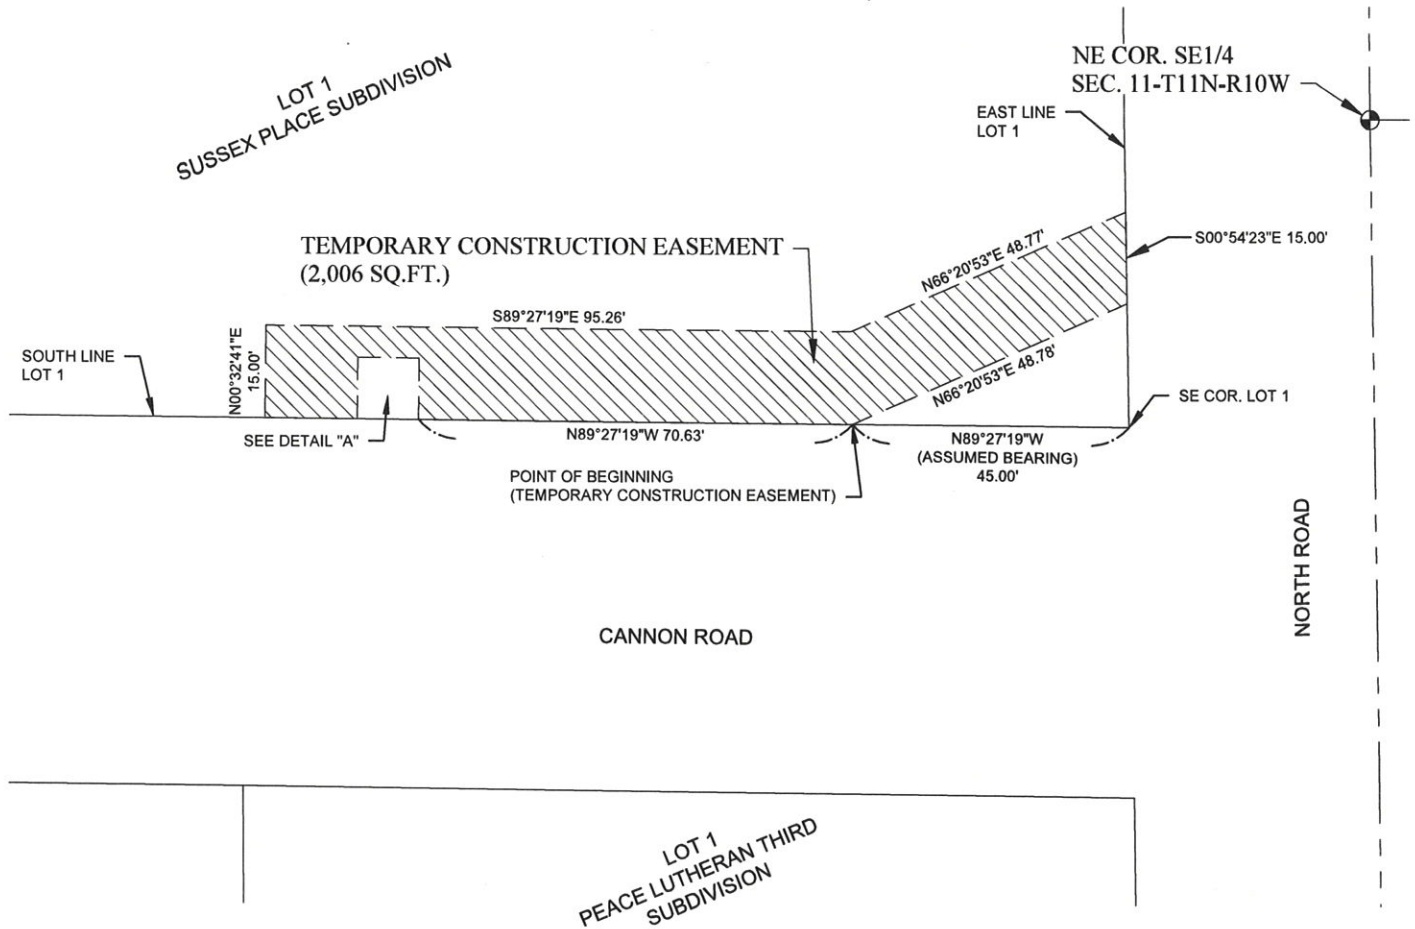 NE COR. SE1/4
SEC. 11-T11N-R10W
LOT 1
SUSSEX PLACE SUBDIVISION
EAST LINE
LOT 1
TEMPORARY CONSTRUCTION EASEMENT
(2,006 SQ.FT.)
N66°20'53"E 48.77'
S00°54'23"E 15.00'
S89°27'19"E 95.26'
SOUTH LINE
LOT 1
N00°32'41"E
15.00'
N66°20'53"E 48.78'
SE COR. LOT 1
SEE DETAIL "A"
N89°27'19"W 70.63'
N89°27'19"W
(ASSUMED BEARING)
45.00'
POINT OF BEGINNING
(TEMPORARY CONSTRUCTION EASEMENT)
NORTH ROAD
CANNON ROAD
LOT 1
PEACE LUTHERAN THIRD
SUBDIVISION